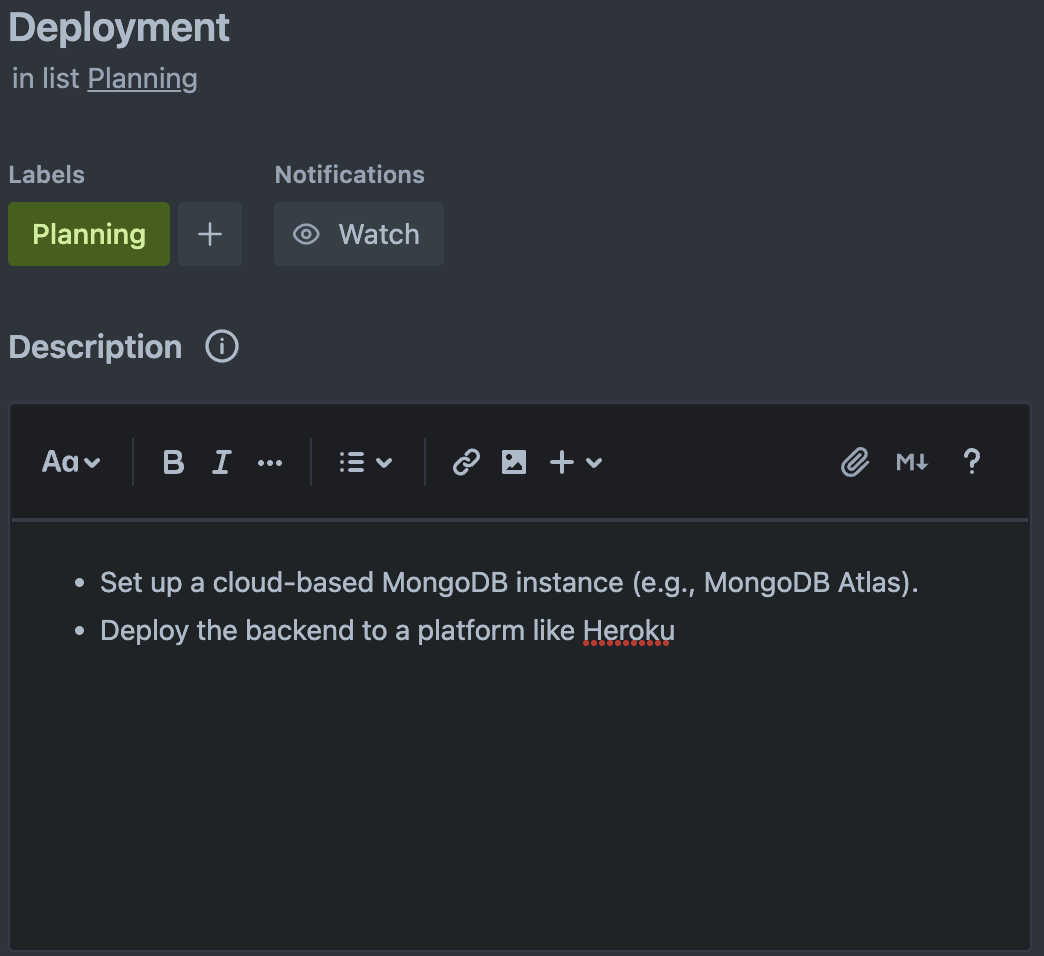 Deployment
in list Planning
Labels Notifications
Planning + Watch
Description
Aa B I ... M↓ ?
• Set up a cloud-based MongoDB instance (e.g., MongoDB Atlas).
• Deploy the backend to a platform like Heroku